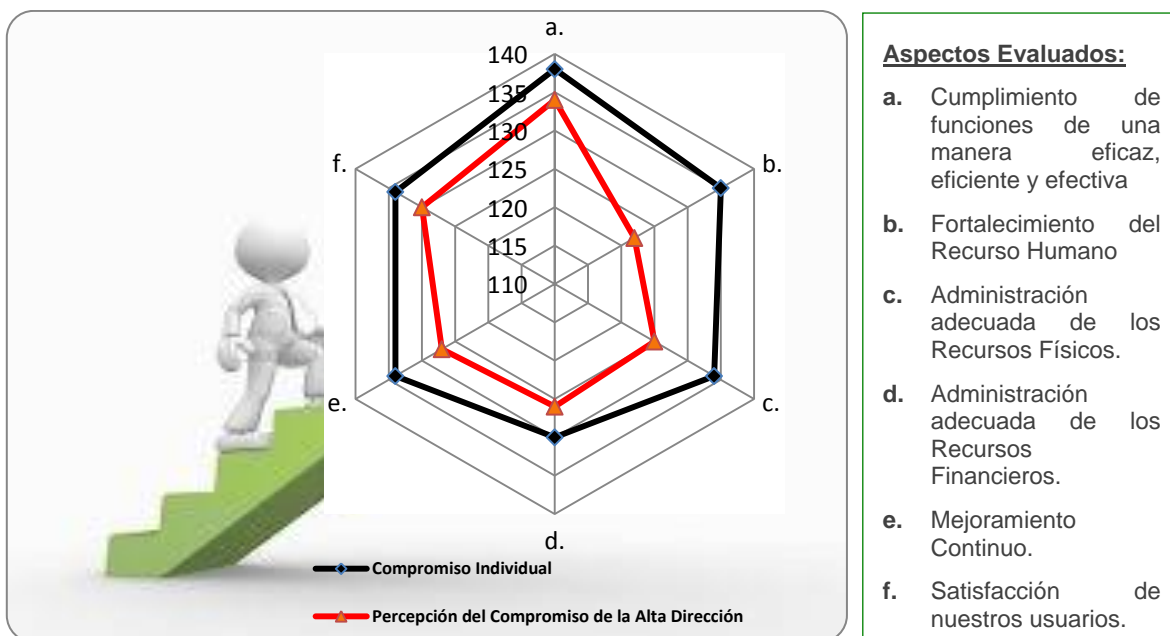 a.
140
135
130
125
120
115
110
f.
b.
e.
c.
d.
Compromiso Individual
Percepción del Compromiso de la Alta Dirección
Aspectos Evaluados:
a. Cumplimiento de
funciones de una
manera eficaz,
eficiente y efectiva
b. Fortalecimiento del
Recurso Humano
c. Administración
adecuada de los
Recursos Físicos.
d. Administración
adecuada de los
Recursos
Financieros.
e. Mejoramiento
Continuo.
f. Satisfacción de
nuestros usuarios.